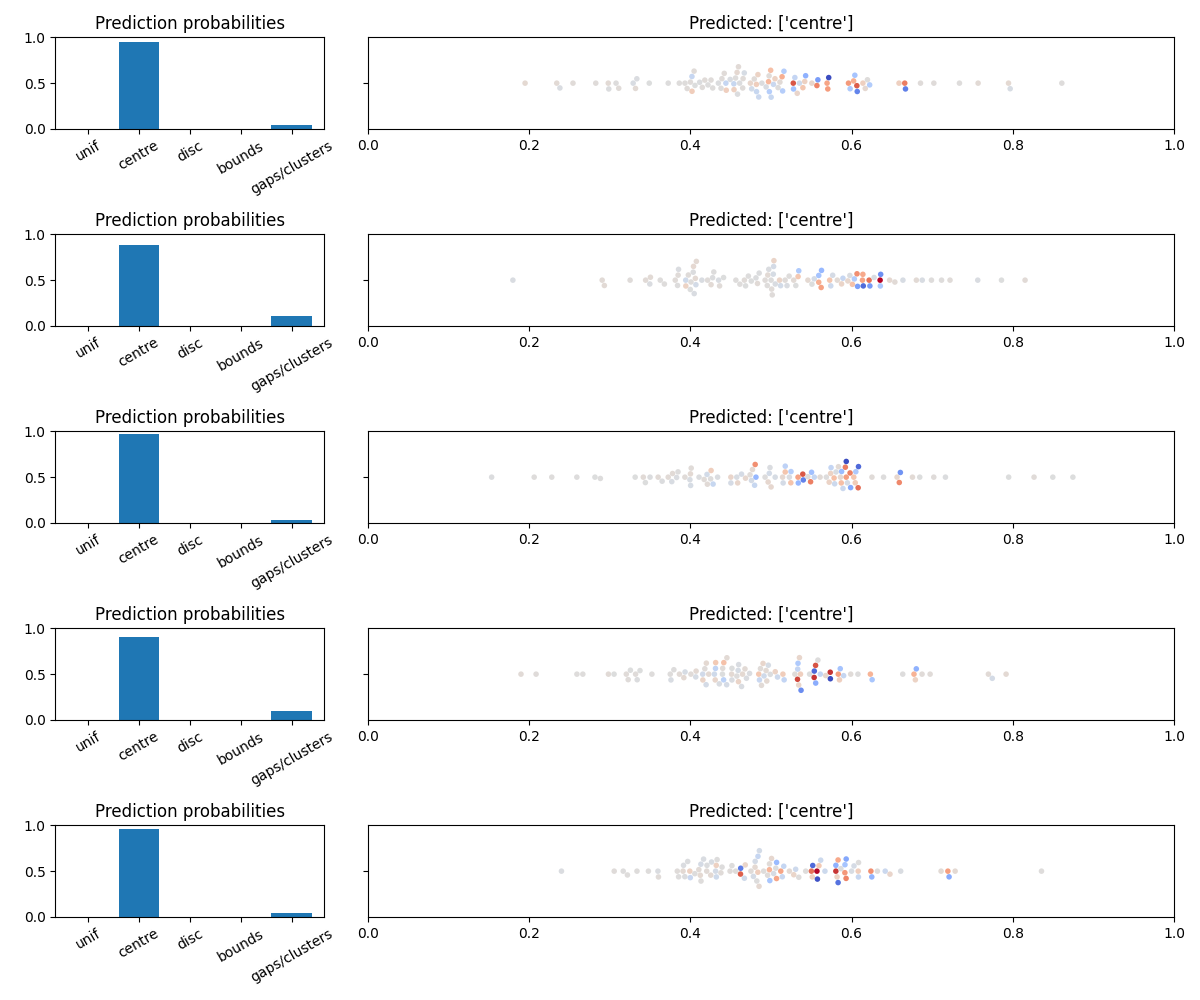 Prediction probabilities
Predicted: ['centre']
1.0
0.5
0.0
unif
centre
disc
bounds
gaps/clusters
0.0 0.2 0.4 0.6 0.8 1.0
Prediction probabilities
Predicted: ['centre']
1.0
0.5
0.0
unif
centre
disc
bounds
gaps/clusters
0.0 0.2 0.4 0.6 0.8 1.0
Prediction probabilities
Predicted: ['centre']
1.0
0.5
0.0
unif
centre
disc
bounds
gaps/clusters
0.0 0.2 0.4 0.6 0.8 1.0
Prediction probabilities
Predicted: ['centre']
1.0
0.5
0.0
unif
centre
disc
bounds
gaps/clusters
0.0 0.2 0.4 0.6 0.8 1.0
Prediction probabilities
Predicted: ['centre']
1.0
0.5
0.0
unif
centre
disc
bounds
gaps/clusters
0.0 0.2 0.4 0.6 0.8 1.0